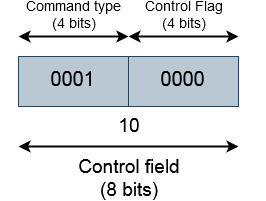 Command type Control Flag
(4 bits) (4 bits)
0001 0000
10
Control field
(8 bits)